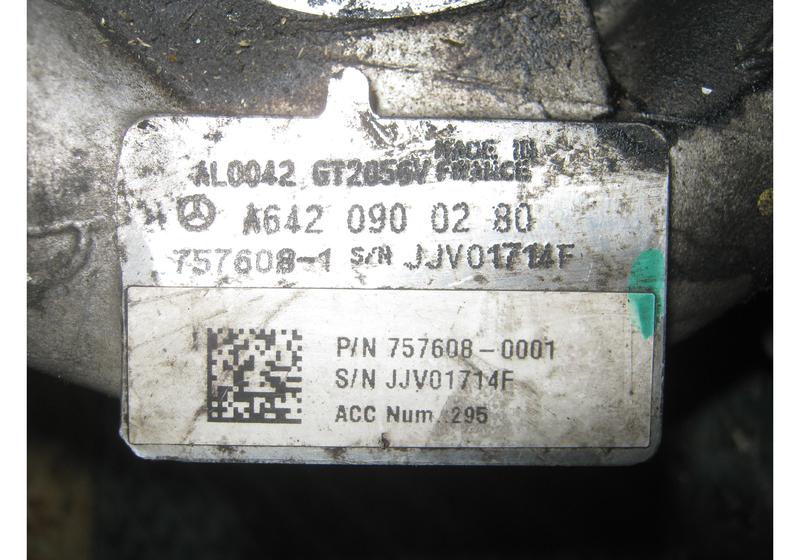 MADE IN
AL0042 GT2056V FRANCE
A642 090 02 80
757608-1 S/N JJV01714F
P/N 757608-0001
S/N JJV01714F
ACC Num.:295